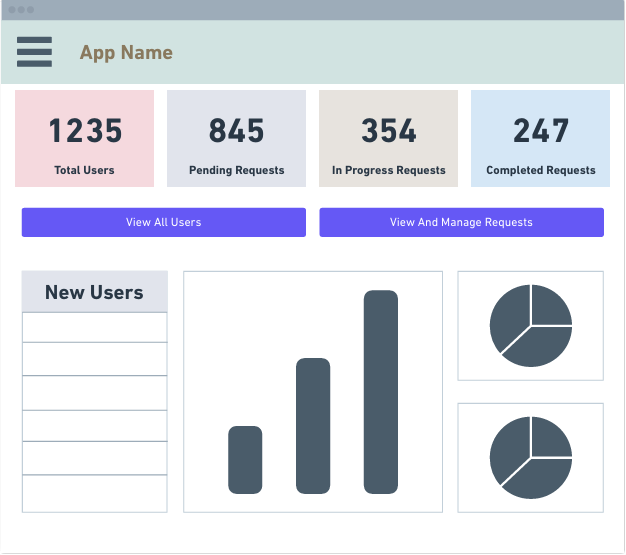 App Name
1235
845
354
247
Total Users
Pending Requests
In Progress Requests
Completed Requests
View All Users
View And Manage Requests
New Users